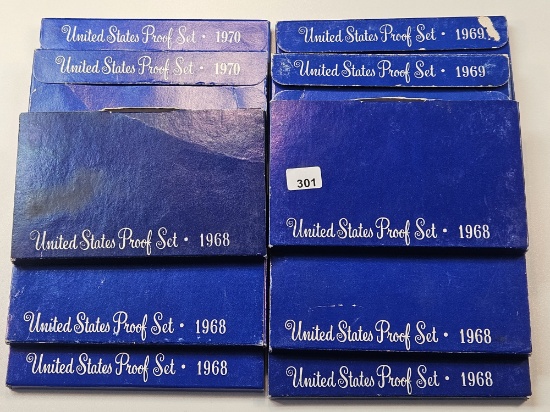 United States Proof Set · 1970
United States Proof Set · 1970
United States Proof Set · 1968
United States Proof Set · 1968
United States Proof Set · 1968
United States Proof Set · 1969
United States Proof Set · 1969
301
United States Proof Set · 1968
United States Proof Set · 1968
United States Proof Set · 1968